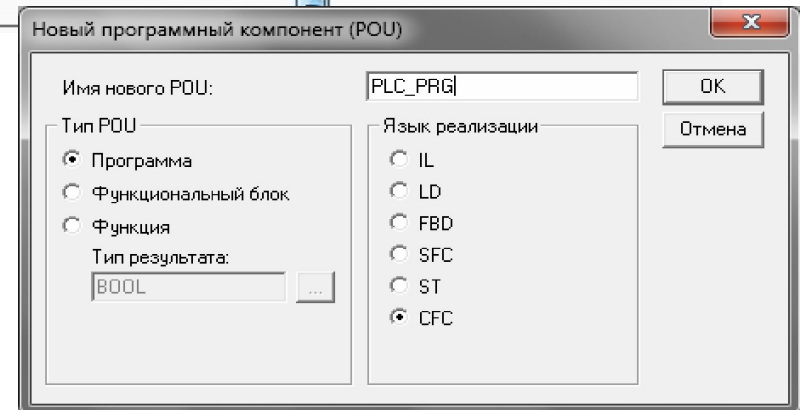 Новый программный компонент (POU)
Имя нового POU:
PLC_PRG
OK
Отмена
Тип POU
Программа
Функциональный блок
Функция
Тип результата:
BOOL
...
Язык реализации
IL
LD
FBD
SFC
ST
CFC